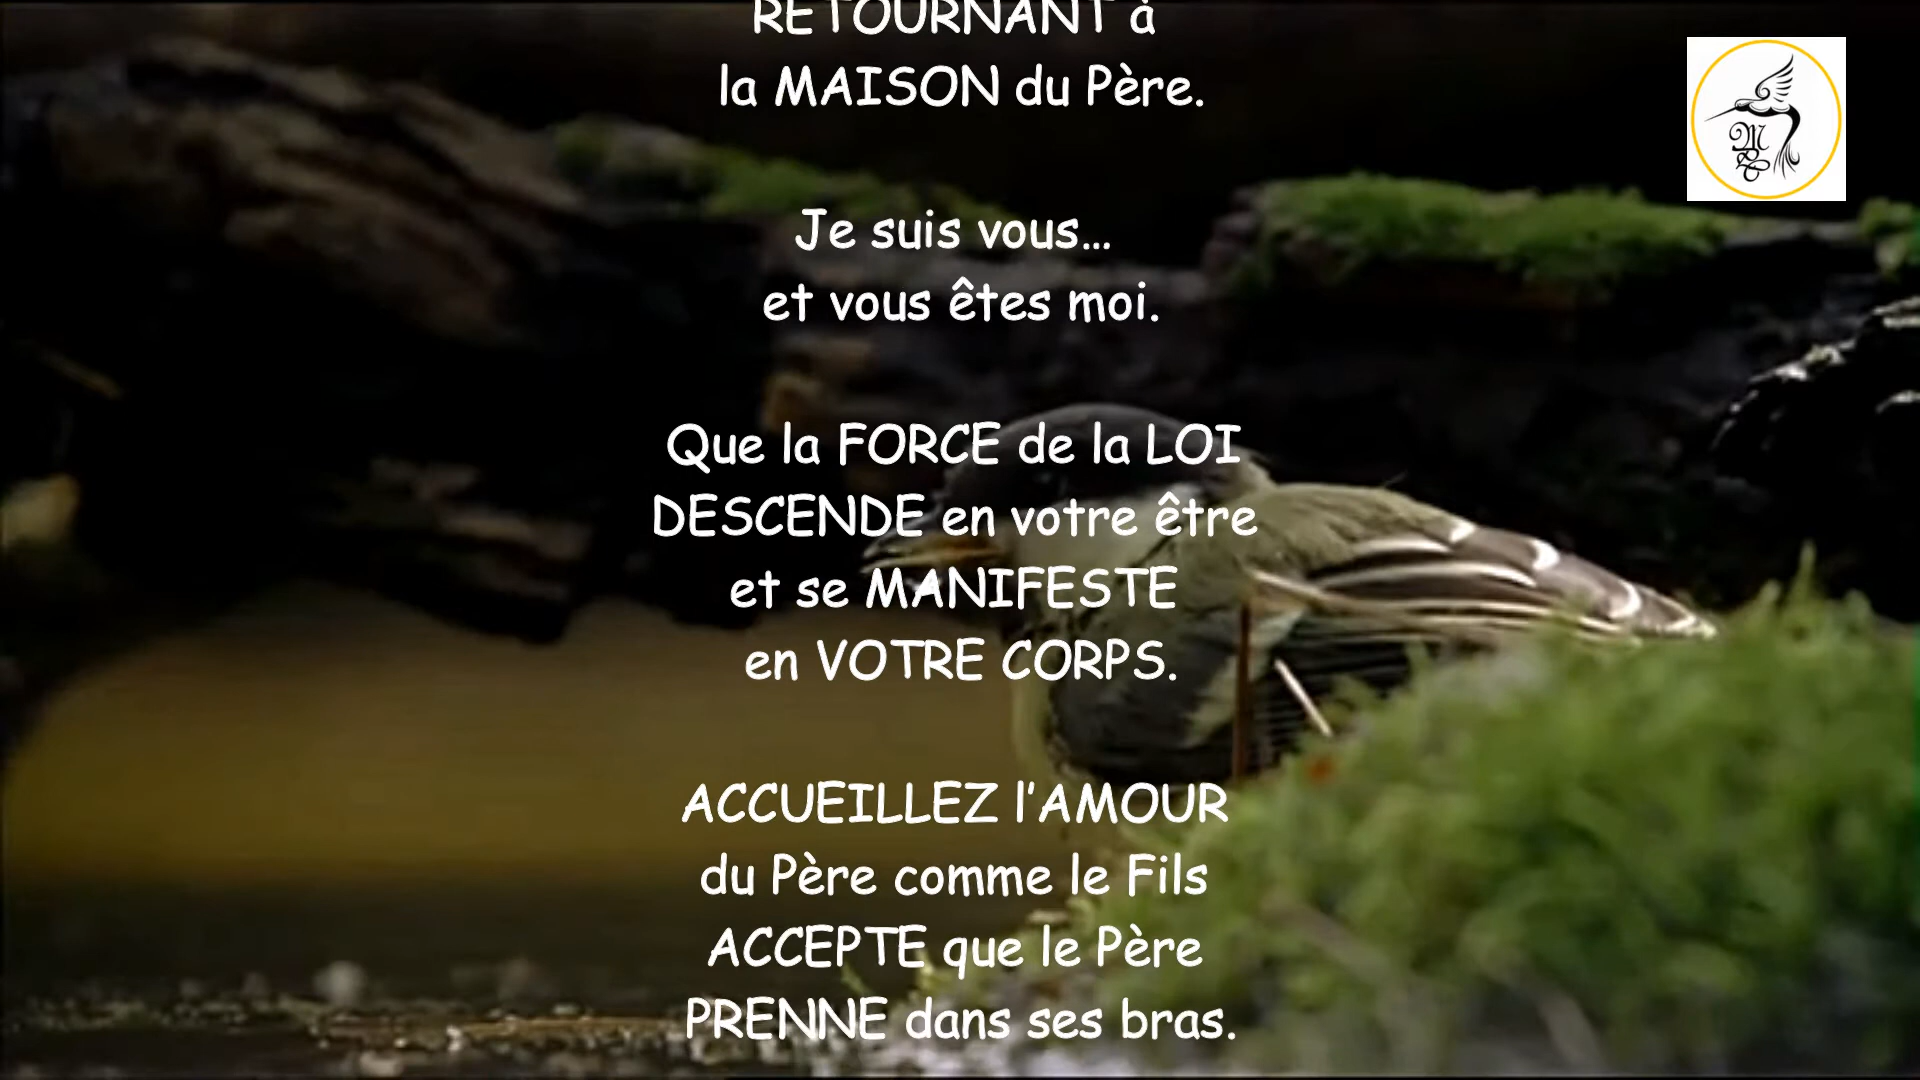 RETOURNANT à
la MAISON du Père.
Je suis vous...
et vous êtes moi.
Que la FORCE de la LOI
DESCENDE en votre être
et se MANIFESTE
en VOTRE CORPS.
ACCUEILLEZ l'AMOUR
du Père comme le Fils
ACCEPTE que le Père
PRENNE dans ses bras.